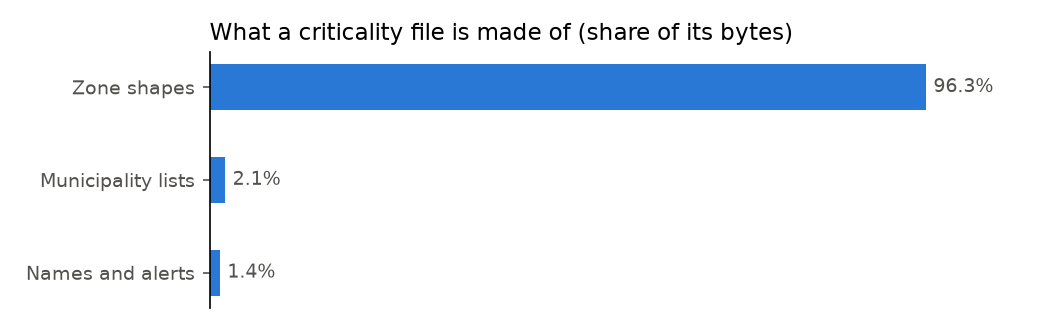 What a criticality file is made of (share of its bytes)
Zone shapes 96.3%
Municipality lists 2.1%
Names and alerts 1.4%